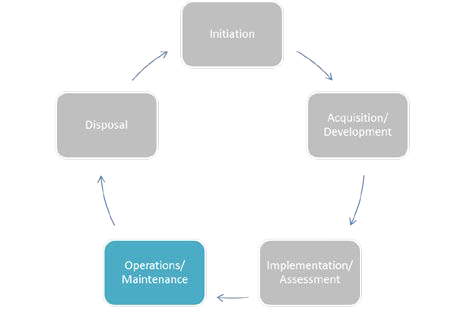 Initiation
Acquisition/
Development
Implementation/
Assessment
Operations/
Maintenance
Disposal